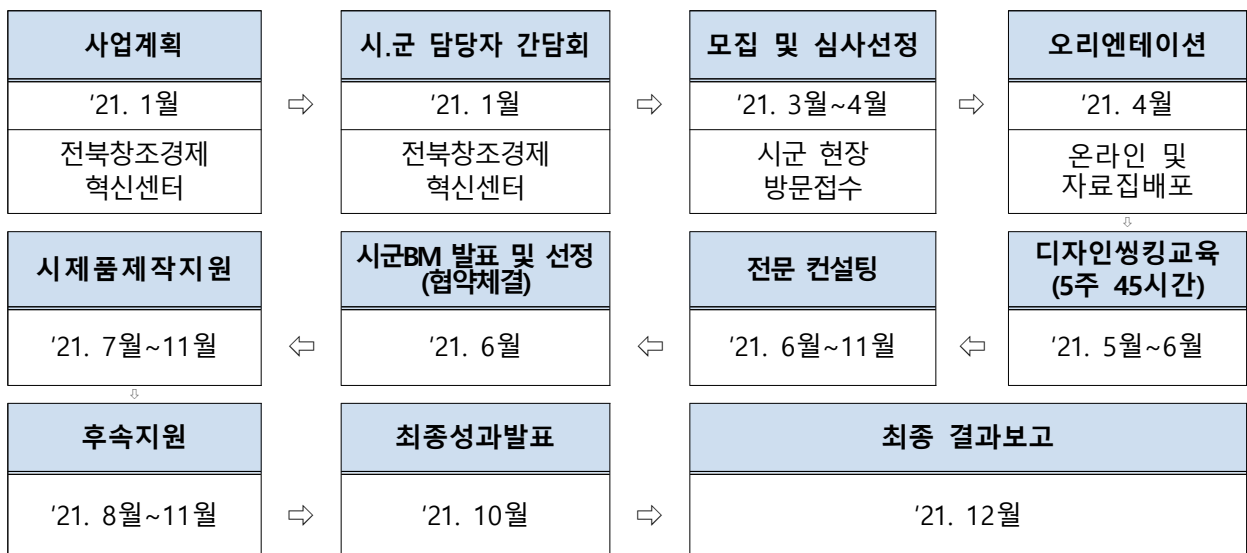 사업계획
'21. 1월
전북창조경제
혁신센터
⇨
시.군 담당자 간담회
'21. 1월
전북창조경제
혁신센터
⇨
모집 및 심사선정
'21. 3월~4월
시군 현장
방문접수
⇨
오리엔테이션
'21. 4월
온라인 및
자료집배포
⇩
디자인씽킹교육
(5주 45시간)
'21. 5월~6월
⇦
전문 컨설팅
'21. 6월~11월
⇦
시군BM 발표 및 선정
(협약체결)
'21. 6월
⇦
시제품제작지원
'21. 7월~11월
⇩
후속지원
'21. 8월~11월
⇨
최종성과발표
'21. 10월
⇨
최종 결과보고
'21. 12월